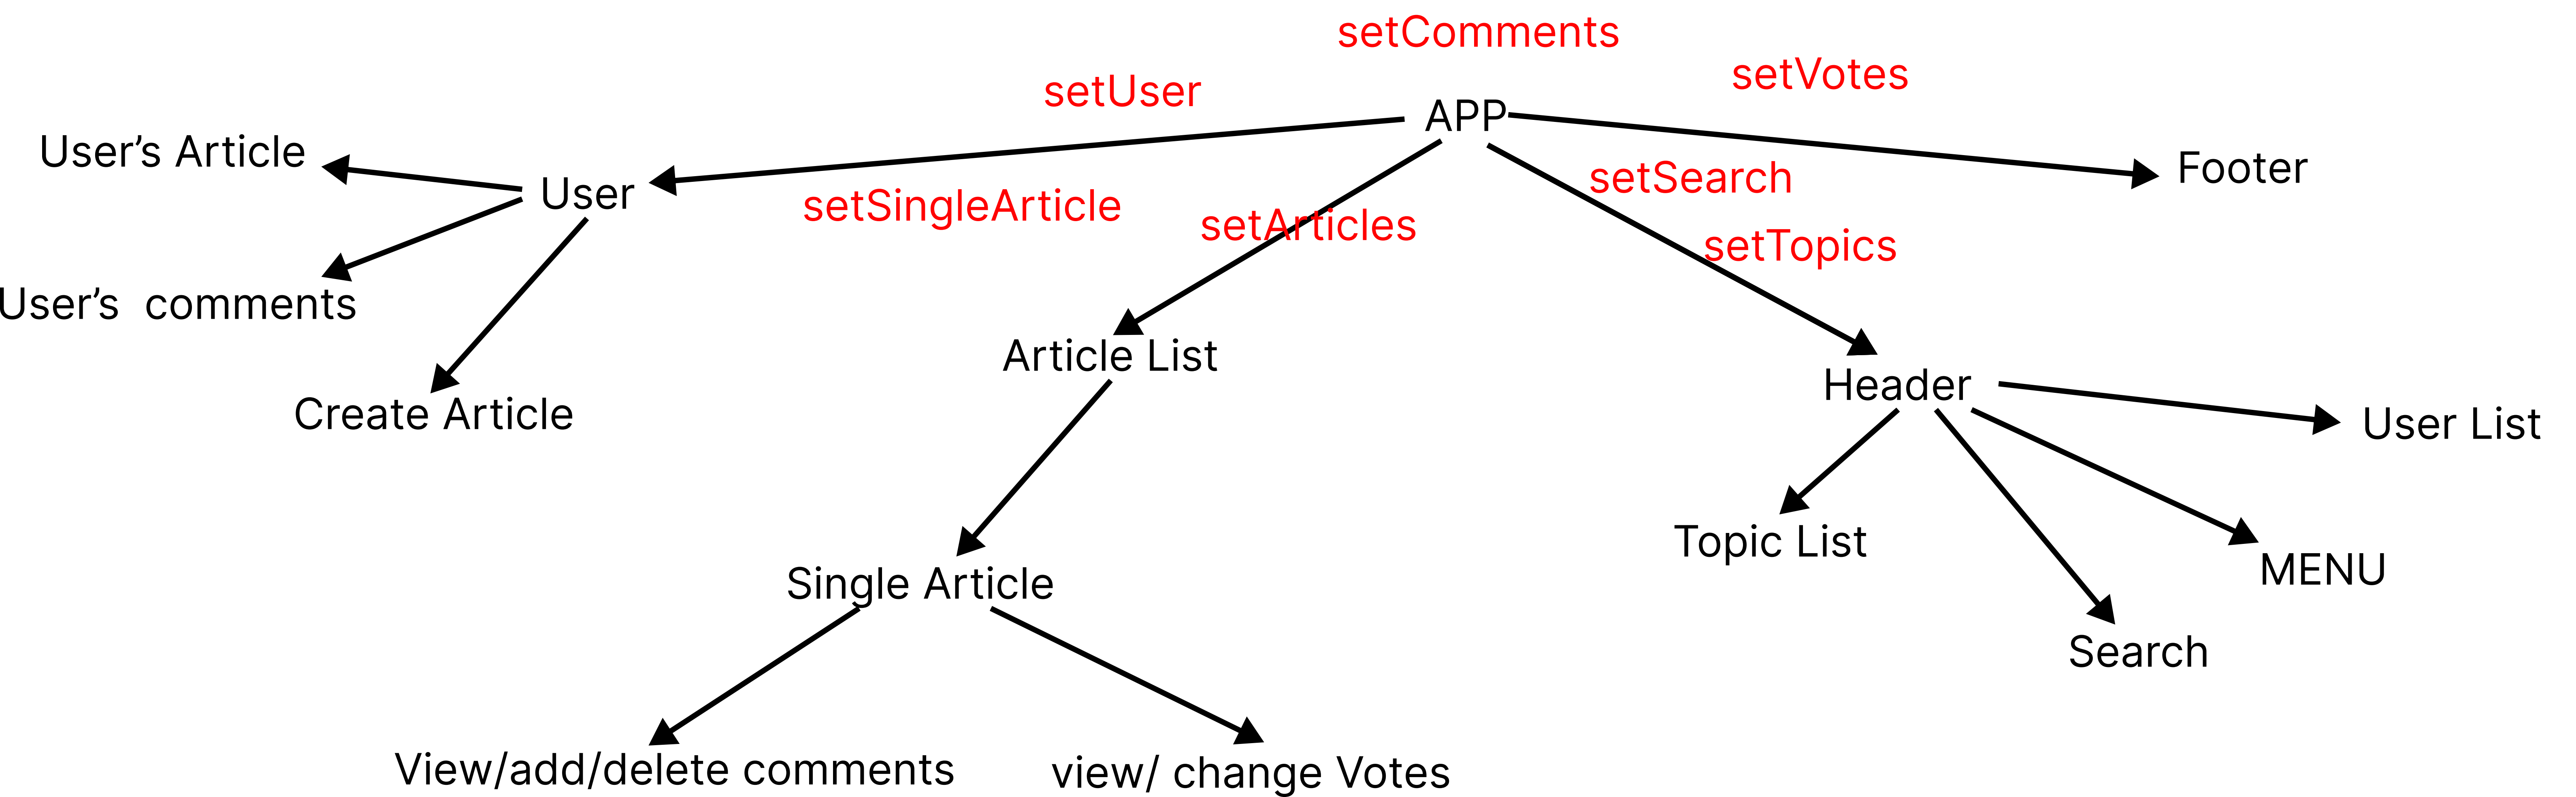 setComments
setVotes
setUser
APP
User’s Article
Footer
setSearch
User
setSingleArticle
setArticles
setTopics
User’s  comments
Article List
Header
Create Article
User List
Topic List
MENU
Single Article
Search
View/add/delete comments
view/ change Votes